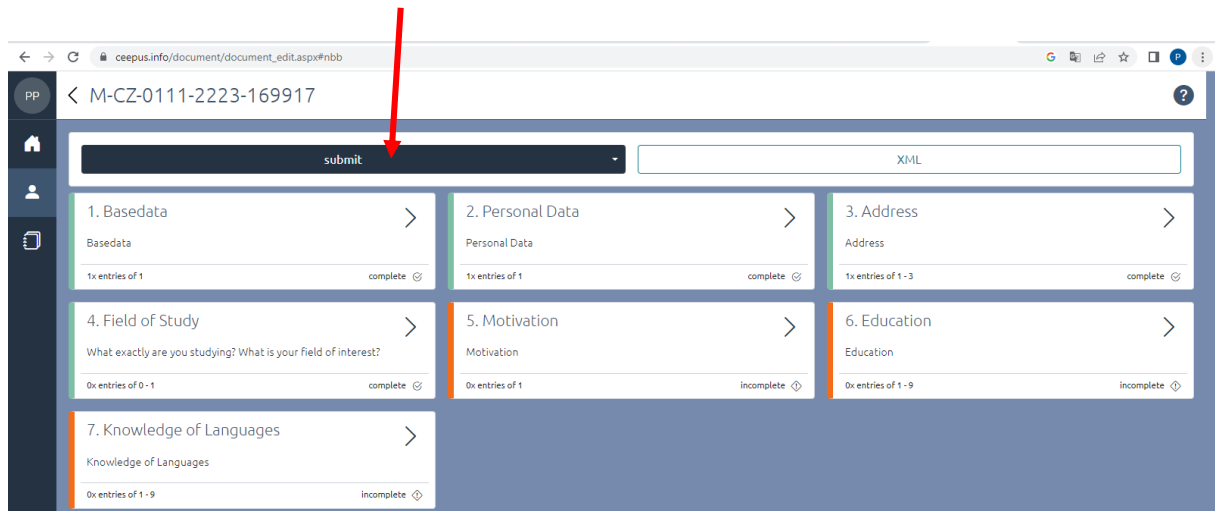 ceepus.info/document/document_edit.aspx#nbb
G
P
PP
M-CZ-0111-2223-169917
?
submit
XML
1. Basedata
Basedata
1x entries of 1
complete
2. Personal Data
Personal Data
1x entries of 1
complete
3. Address
Address
1x entries of 1 - 3
complete
4. Field of Study
What exactly are you studying? What is your field of interest?
0x entries of 0 - 1
complete
5. Motivation
Motivation
0x entries of 1
incomplete
6. Education
Education
0x entries of 1 - 9
incomplete
7. Knowledge of Languages
Knowledge of Languages
0x entries of 1 - 9
incomplete